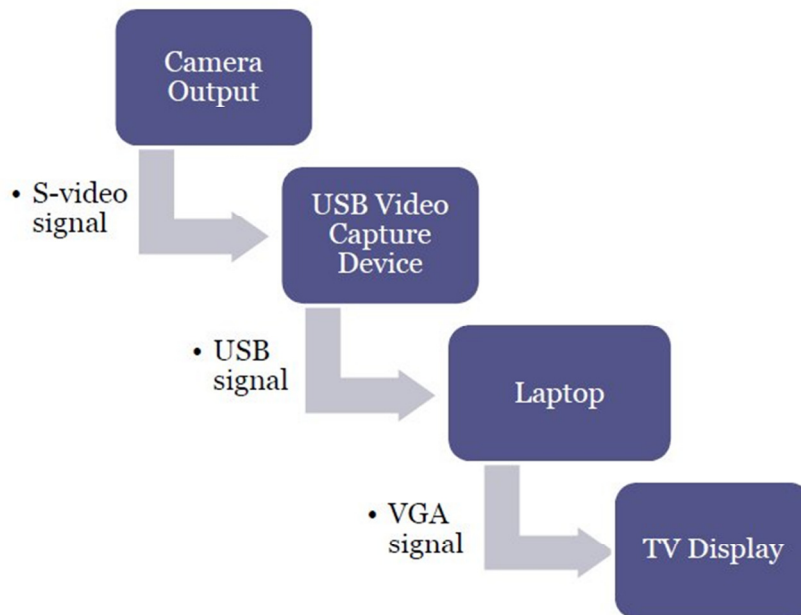 Camera
Output
• S-video
signal
USB Video
Capture
Device
• USB
signal
Laptop
• VGA
signal
TV Display